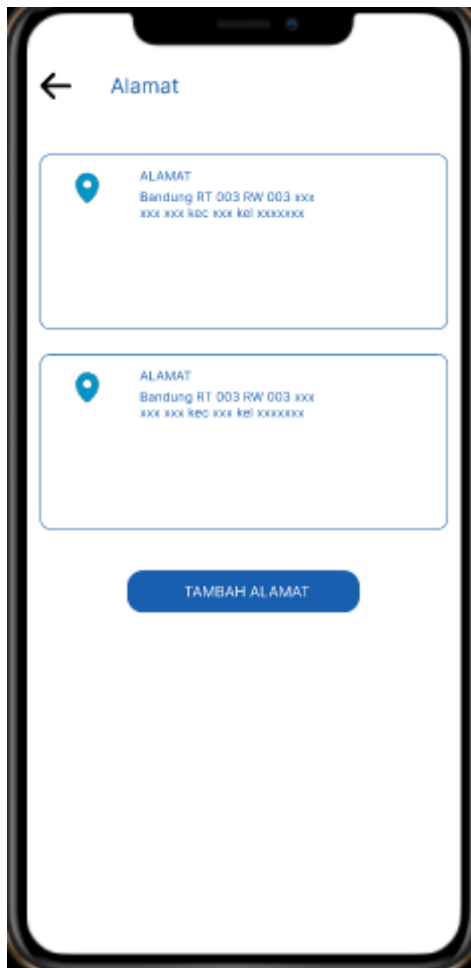 Alamat
ALAMAT
Bandung RT 003 RW 003 xxx
xxx xxx kec xxx kel xxxxxxx
ALAMAT
Bandung RT 003 RW 003 xxx
xxx xxx kec xxx kel xxxxxxx
TAMBAH ALAMAT